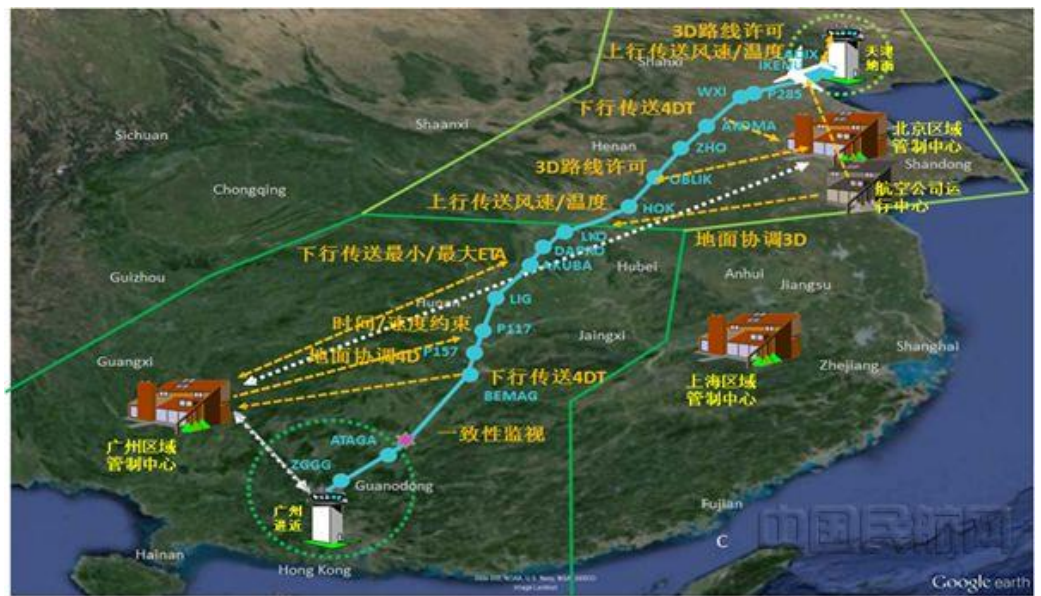 3D路线许可
上行传送风速/温度
Shanxi
IKEMU
天津
地面
WXI
P285
下行传送4DT
Sichuan
Shaanxi
ANDMA
北京区域
管制中心
Henan
ZHO
Shandong
3D路线许可
OBLIK
Chongqing
航空公司运
行中心
上行传送风速/温度
HOK
LKO
地面协调3D
下行传送最小/最大ETA
AKUBA
Hubei
Anhui
Jiangsu
Guizhou
Hunan
LIG
时间/速度约束
P117
Jaingxi
地面协调4D
P157
Shanghai
Guangxi
Zhejiang
下行传送4DT
上海区域
管制中心
BEMAG
一致性监视
ATAGA
广州区域
管制中心
ZGGG
Guanodong
广州
进近
Fujian
中国民航网
C
Hainan
Hong Kong
Google earth